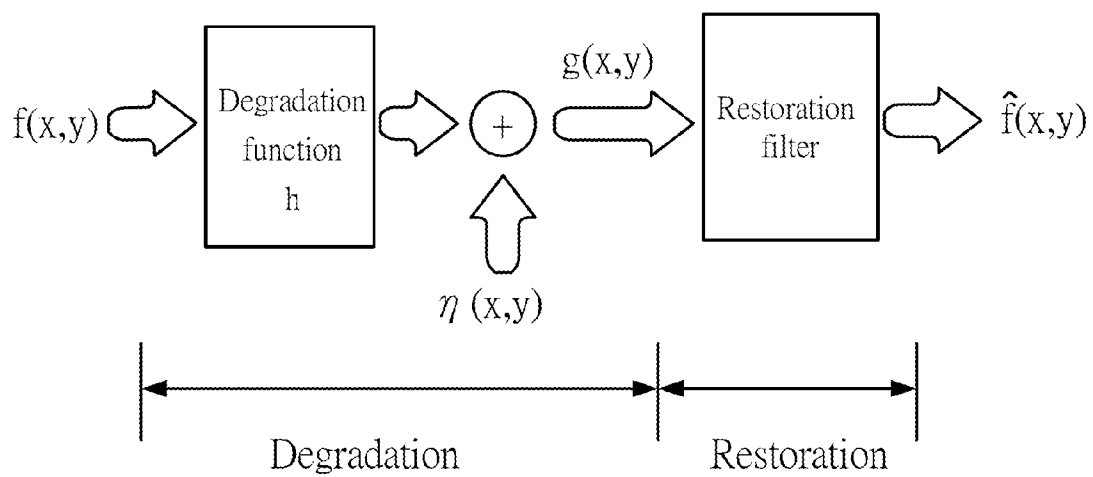 f(x,y)
Degradation
function
h
+
η (x,y)
g(x,y)
Restoration
filter
f̂(x,y)
Degradation
Restoration